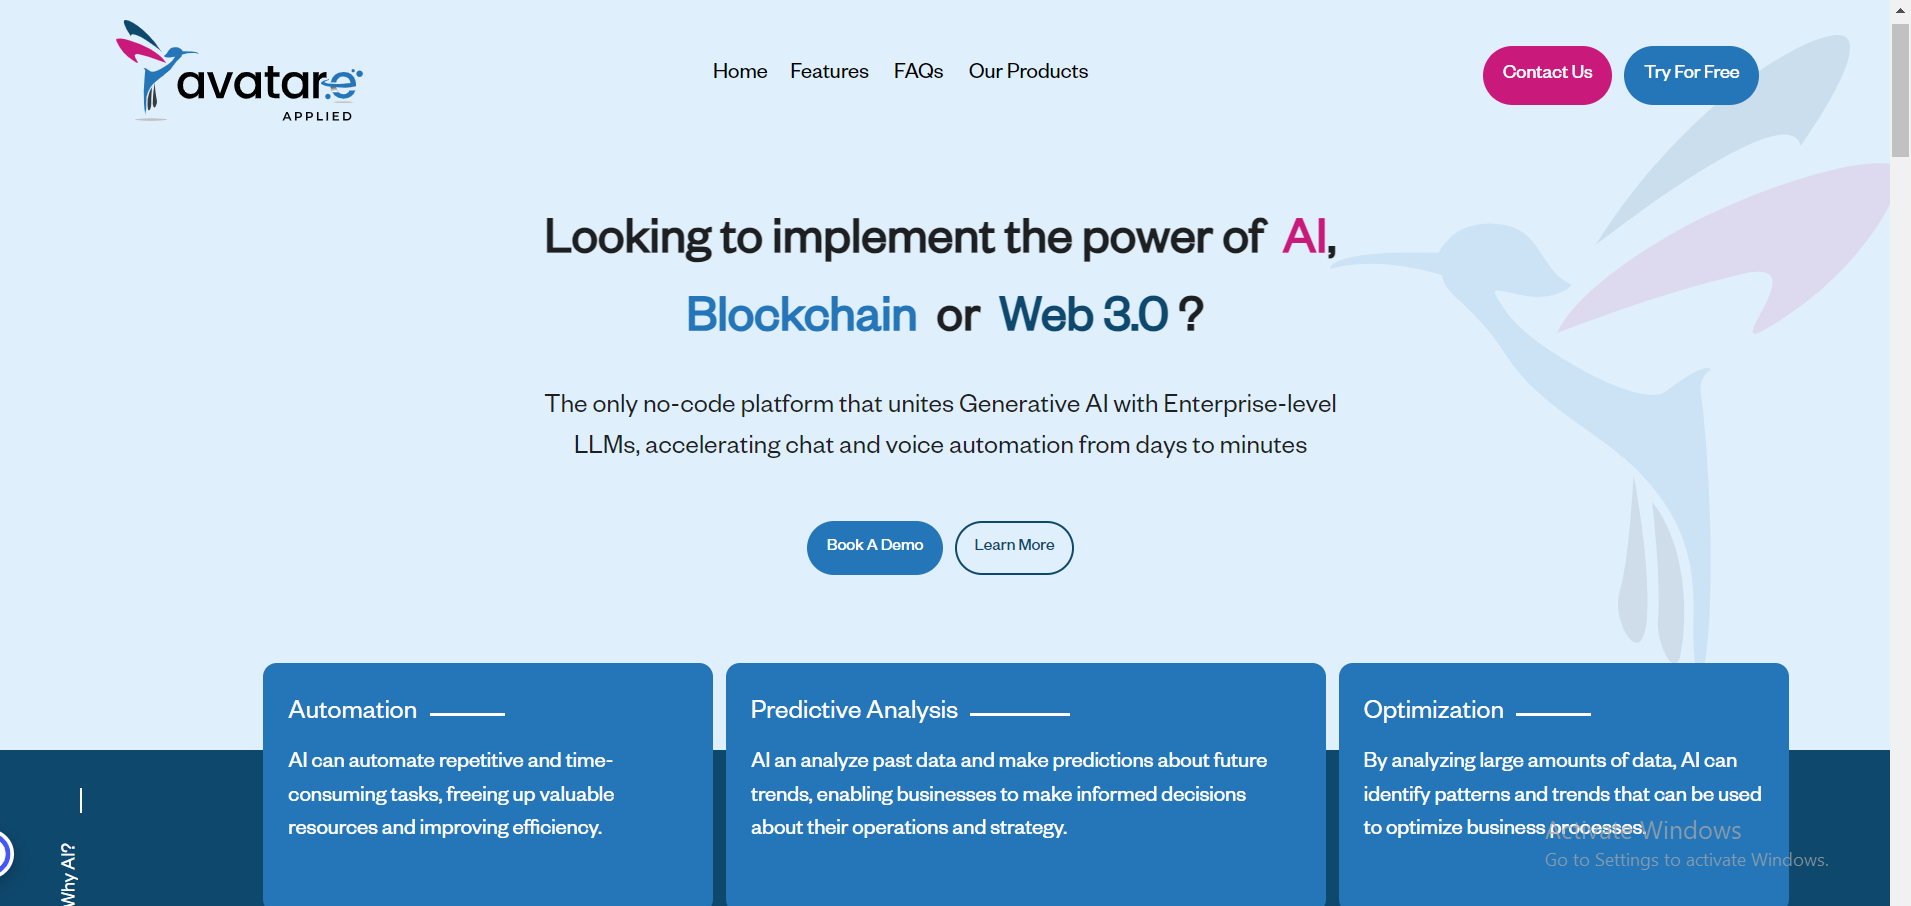 avatar.e
APPLIED
Home Features FAQs Our Products
Contact Us Try For Free
Looking to implement the power of AI,
Blockchain or Web 3.0 ?
The only no-code platform that unites Generative AI with Enterprise-level
LLMs, accelerating chat and voice automation from days to minutes
Book A Demo Learn More
Automation
AI can automate repetitive and time-
consuming tasks, freeing up valuable
resources and improving efficiency.
Predictive Analysis
AI an analyze past data and make predictions about future
trends, enabling businesses to make informed decisions
about their operations and strategy.
Optimization
By analyzing large amounts of data, AI can
identify patterns and trends that can be used
to optimize business processes.
Why AI?
Activate Windows
Go to Settings to activate Windows.